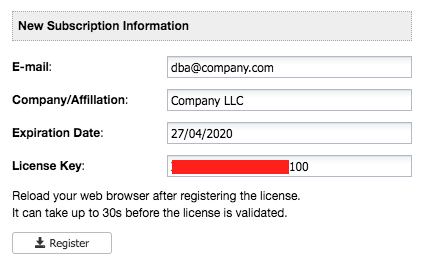 New Subscription Information
E-mail: dba@company.com
Company/Affillation: Company LLC
Expiration Date: 27/04/2020
License Key: 100
Reload your web browser after registering the license.
It can take up to 30s before the license is validated.
Register